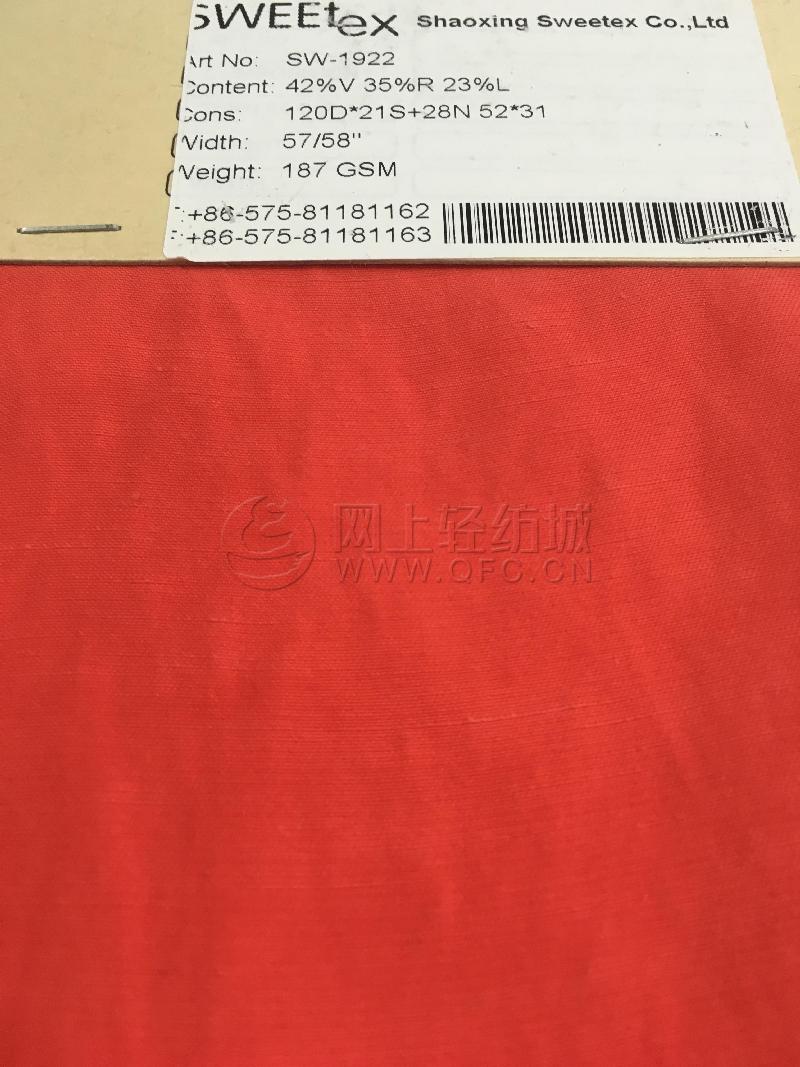 SWEEtex Shaoxing Sweetex Co.,Ltd
Art No: SW-1922
Content: 42%V 35%R 23%L
Cons: 120D*21S+28N 52*31
Width: 57/58"
Weight: 187 GSM
:+86-575-81181162
:+86-575-81181163
网上轻纺城
WWW.QFC.CN